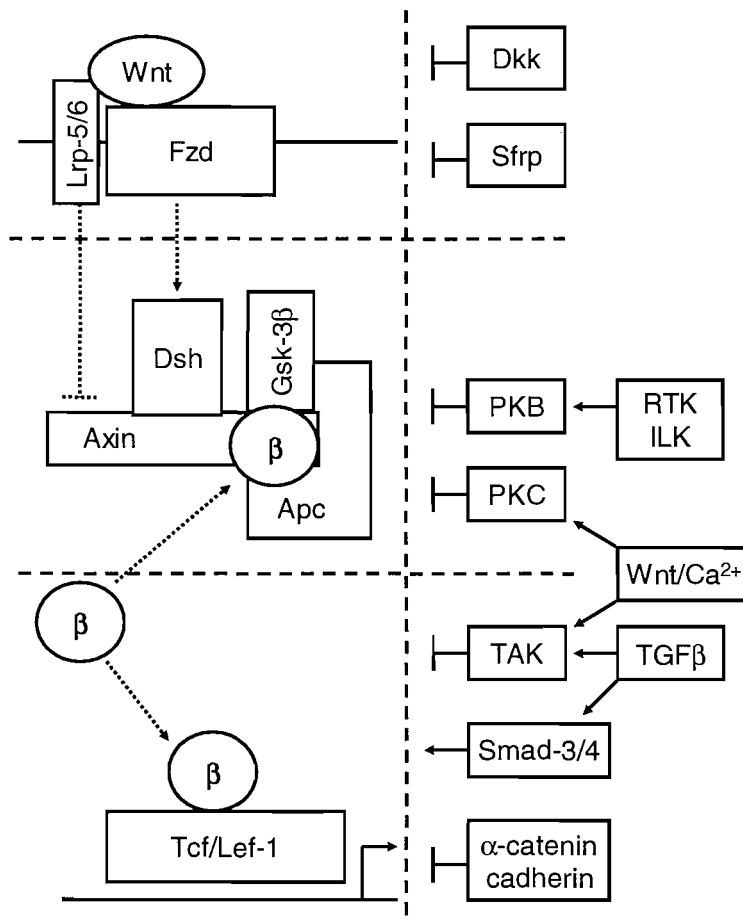 Wnt
Lrp-5/6
Fzd
Dkk
Sfrp
Dsh
Gsk-3β
Axin
β
Apc
PKB
RTK
ILK
PKC
Wnt/Ca²⁺
β
TAK
TGFβ
Smad-3/4
β
Tcf/Lef-1
α-catenin
cadherin